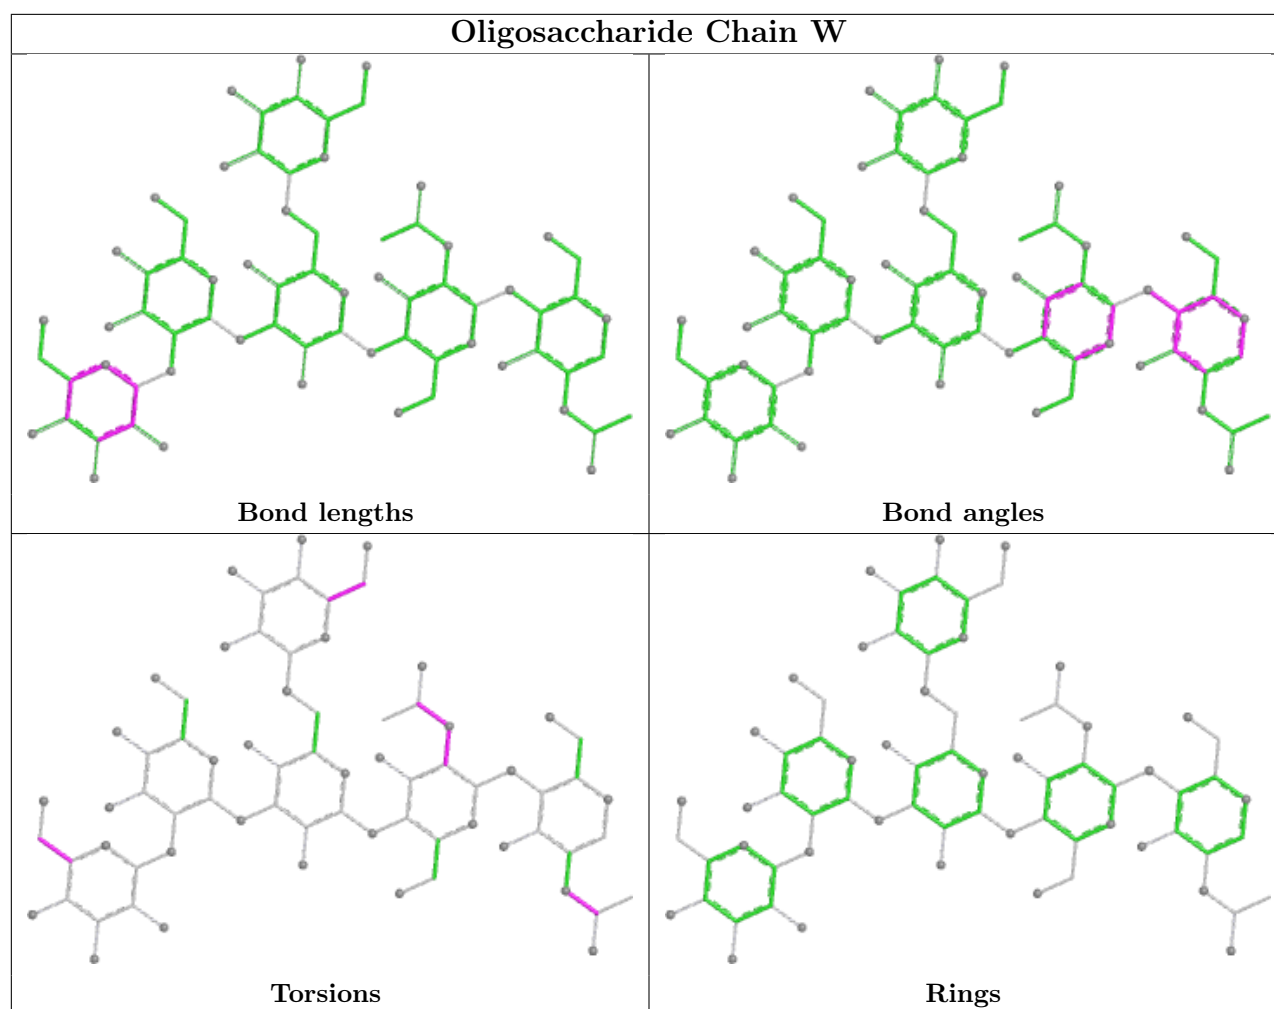 Oligosaccharide Chain W
Bond lengths
Bond angles
Torsions
Rings